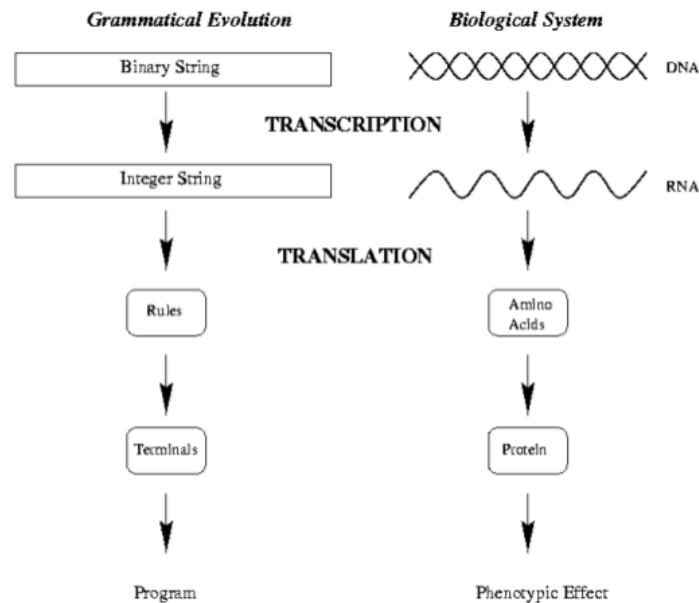 Grammatical Evolution
Biological System
Binary String
DNA
TRANSCRIPTION
Integer String
RNA
TRANSLATION
Rules
Amino
Acids
Terminals
Protein
Program
Phenotypic Effect